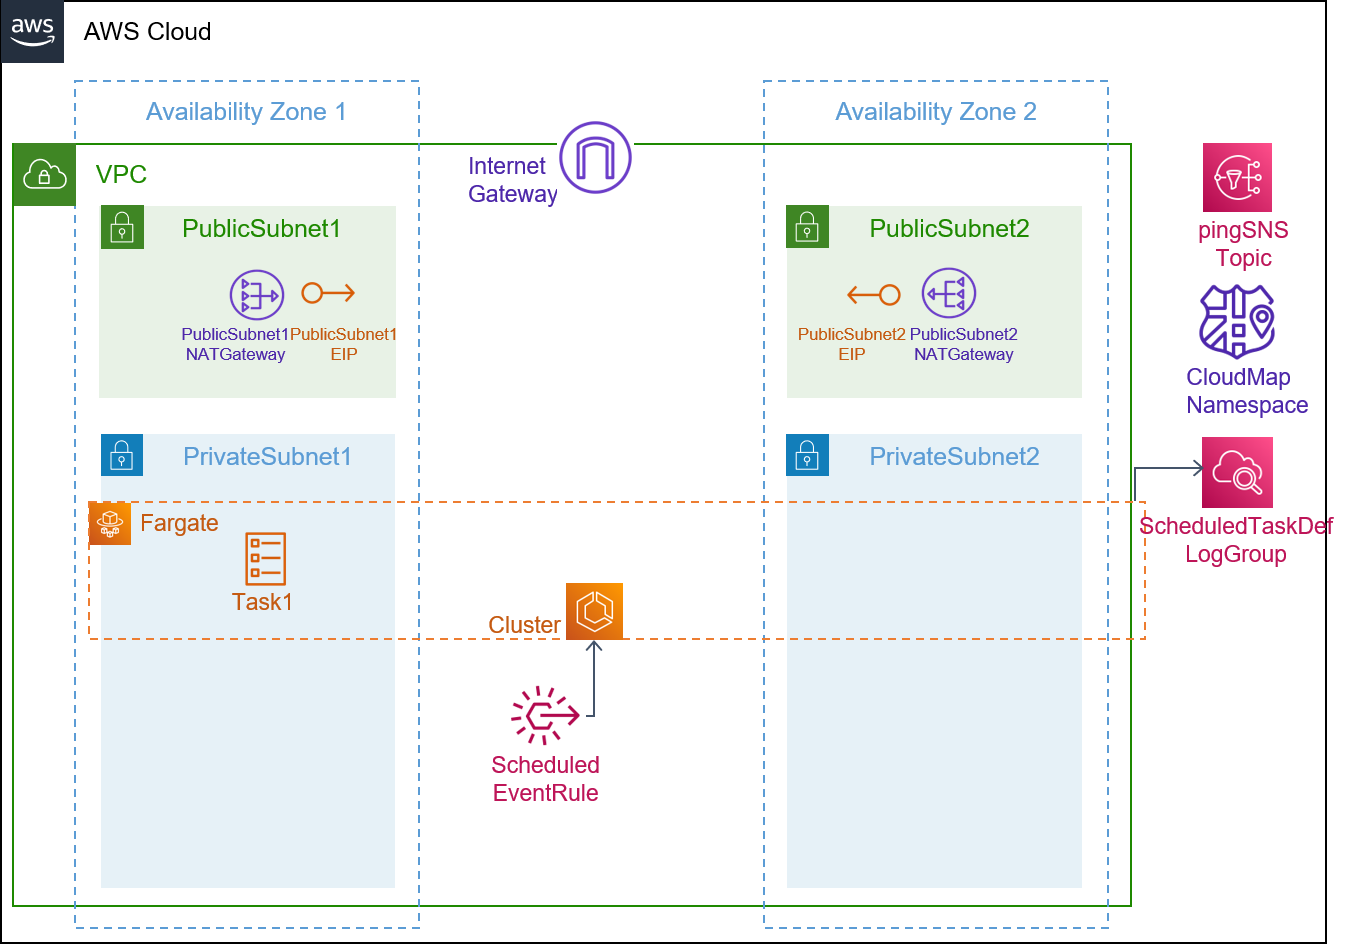 aws
AWS Cloud
Availability Zone 1
Availability Zone 2
VPC
Internet
Gateway
PublicSubnet1
PublicSubnet2
pingSNS
Topic
PublicSubnet1
NATGateway
PublicSubnet1
EIP
PublicSubnet2
EIP
PublicSubnet2
NATGateway
CloudMap
Namespace
PrivateSubnet1
PrivateSubnet2
Fargate
Task1
ScheduledTaskDef
LogGroup
Cluster
Scheduled
EventRule